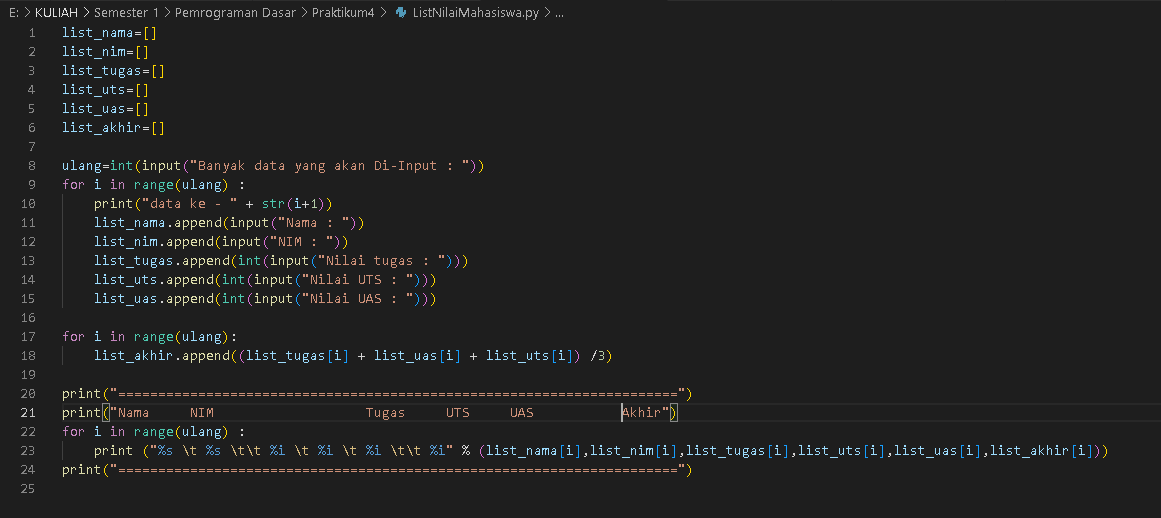 E: > KULIAH > Semester 1 > Pemrograman Dasar > Praktikum4 > ListNilaiMahasiswa.py > ...
1 list_nama=[]
2 list_nim=[]
3 list_tugas=[]
4 list_uts=[]
5 list_uas=[]
6 list_akhir=[]
7
8 ulang=int(input("Banyak data yang akan Di-Input : "))
9 for i in range(ulang) :
10     print("data ke - " + str(i+1))
11     list_nama.append(input("Nama : "))
12     list_nim.append(input("NIM : "))
13     list_tugas.append(int(input("Nilai tugas : ")))
14     list_uts.append(int(input("Nilai UTS : ")))
15     list_uas.append(int(input("Nilai UAS : ")))
16
17 for i in range(ulang):
18     list_akhir.append((list_tugas[i] + list_uas[i] + list_uts[i]) /3)
19
20 print("======================================================================")
21 print("Nama     NIM                   Tugas     UTS     UAS           Akhir")
22 for i in range(ulang) :
23     print ("%s \t %s \t\t %i \t %i \t %i \t\t %i" % (list_nama[i],list_nim[i],list_tugas[i],list_uts[i],list_uas[i],list_akhir[i]))
24 print("======================================================================")
25